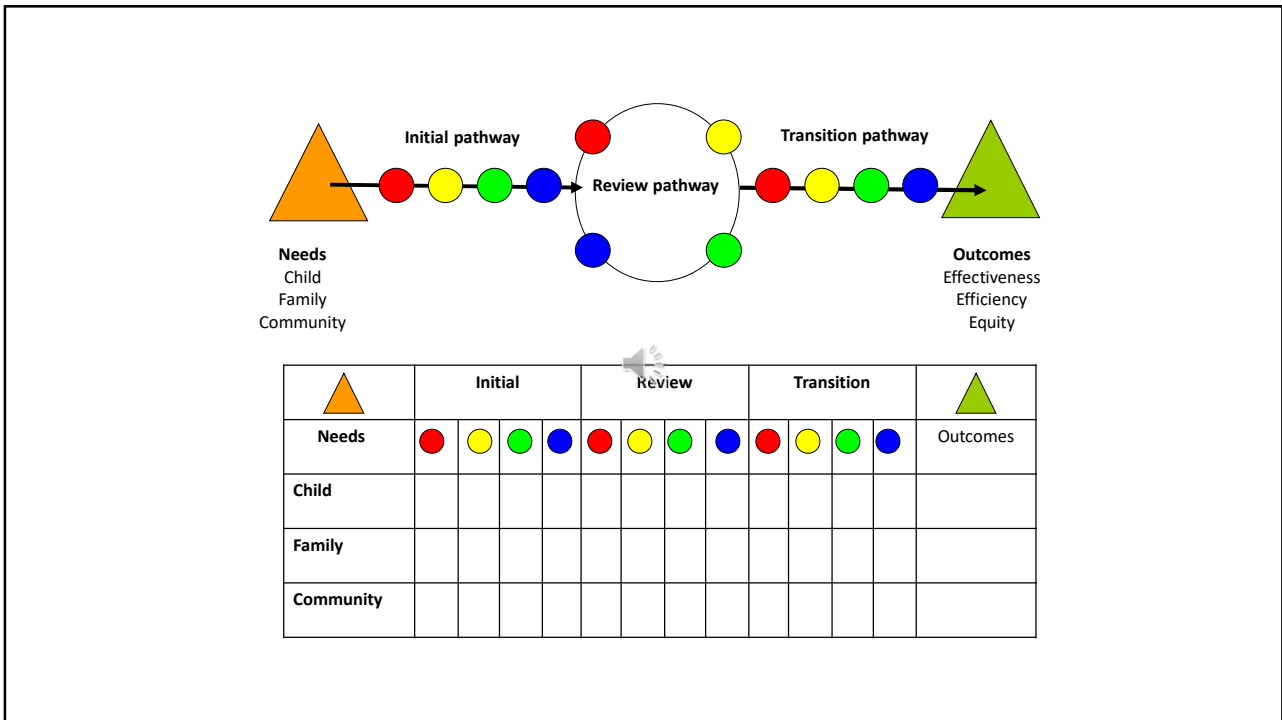 Initial pathway
Transition pathway
Review pathway
Needs
Child
Family
Community
Outcomes
Effectiveness
Efficiency
Equity
Initial
Review
Transition
Needs
Outcomes
Child
Family
Community